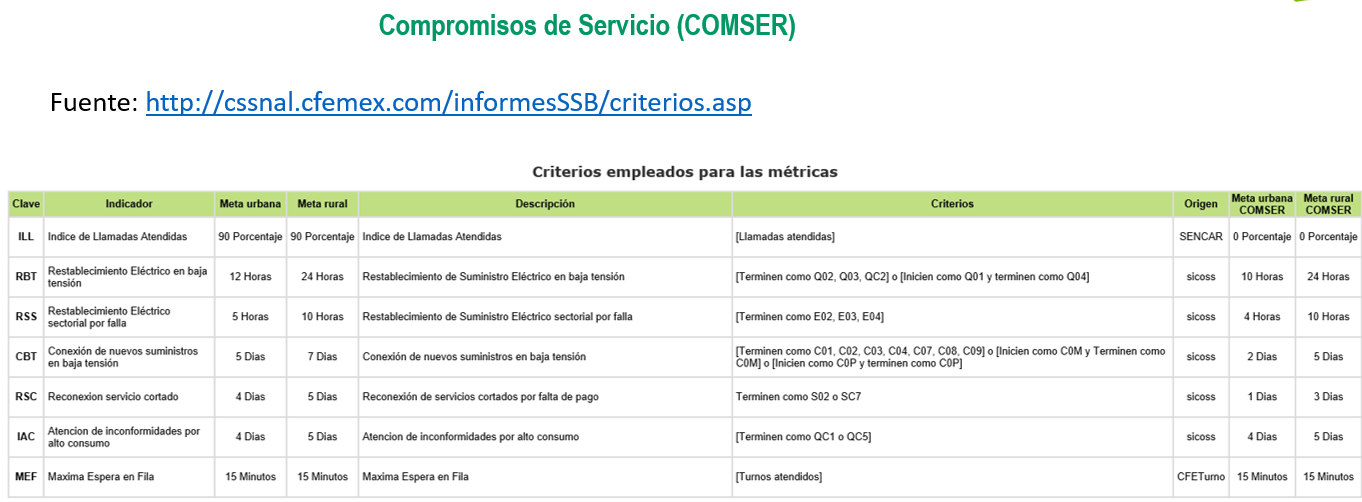 Compromisos de Servicio (COMSER)
Fuente: http://cssnal.cfemex.com/informesSSB/criterios.asp
Criterios empleados para las métricas
Clave Indicador Meta urbana Meta rural Descripción Criterios Origen Meta urbana COMSER Meta rural COMSER
ILL Indice de Llamadas Atendidas 90 Porcentaje 90 Porcentaje Indice de Llamadas Atendidas [Llamadas atendidas] SENCAR 0 Porcentaje 0 Porcentaje
RBT Restablecimiento Eléctrico en baja tensión 12 Horas 24 Horas Restablecimiento de Suministro Eléctrico en baja tensión [Terminen como Q02, Q03, QC2] o [Inicien como Q01 y terminen como Q04] sicoss 10 Horas 24 Horas
RSS Restablecimiento Eléctrico sectorial por falla 5 Horas 10 Horas Restablecimiento de Suministro Eléctrico sectorial por falla [Terminen como E02, E03, E04] sicoss 4 Horas 10 Horas
CBT Conexión de nuevos suministros en baja tensión 5 Dias 7 Dias Conexión de nuevos suministros en baja tensión [Terminen como C01, C02, C03, C04, C07, C08, C09] o [Inicien como C0M y Terminen como C0M] o [Inicien como C0P y terminen como C0P] sicoss 2 Dias 5 Dias
RSC Reconexion servicio cortado 4 Dias 5 Dias Reconexión de servicios cortados por falta de pago Terminen como S02 o SC7 sicoss 1 Dias 3 Dias
IAC Atencion de inconformidades por alto consumo 4 Dias 5 Dias Atencion de inconformidades por alto consumo [Terminen como QC1 o QC5] sicoss 4 Dias 5 Dias
MEF Maxima Espera en Fila 15 Minutos 15 Minutos Maxima Espera en Fila [Turnos atendidos] CFETurno 15 Minutos 15 Minutos